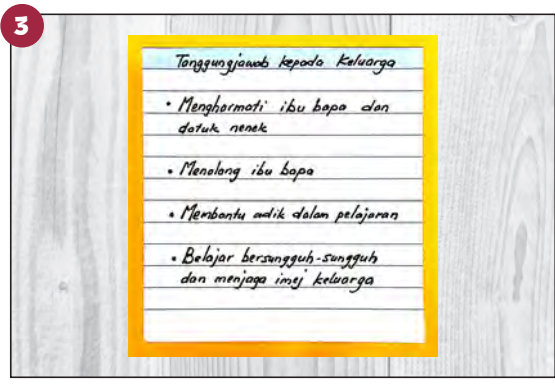 3
Tanggungjawab kepada Keluarga
• Menghormati ibu bapa dan
datuk nenek
• Menolong ibu bapa
• Membantu adik dalam pelajaran
• Belajar bersungguh-sungguh
dan menjaga imej keluarga